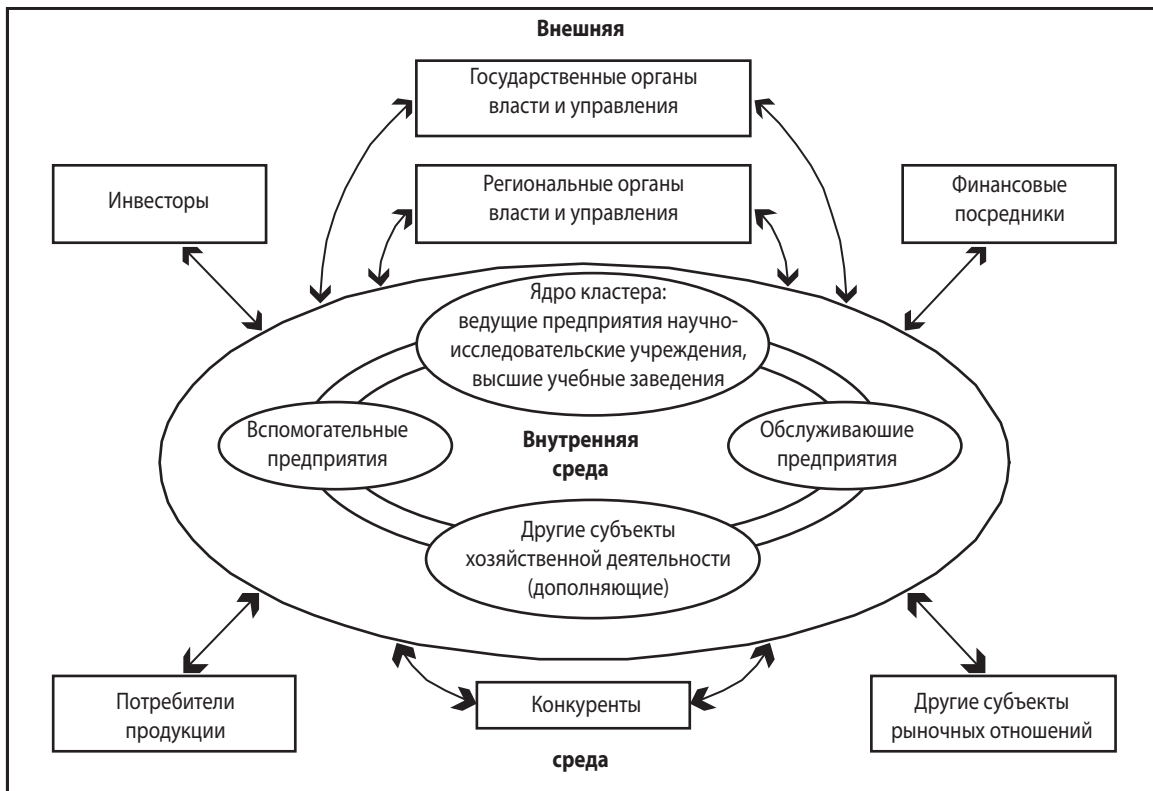 Внешняя
Государственные органы
власти и управления
Инвесторы
Региональные органы
власти и управления
Финансовые
посредники
Ядро кластера:
ведущие предприятия научно-
исследовательские учреждения,
высшие учебные заведения
Вспомогательные
предприятия
Внутренняя
среда
Обслуживаюшие
предприятия
Другие субъекты
хозяйственной деятельности
(дополняющие)
Потребители
продукции
Конкуренты
Другие субъекты
рыночных отношений
среда